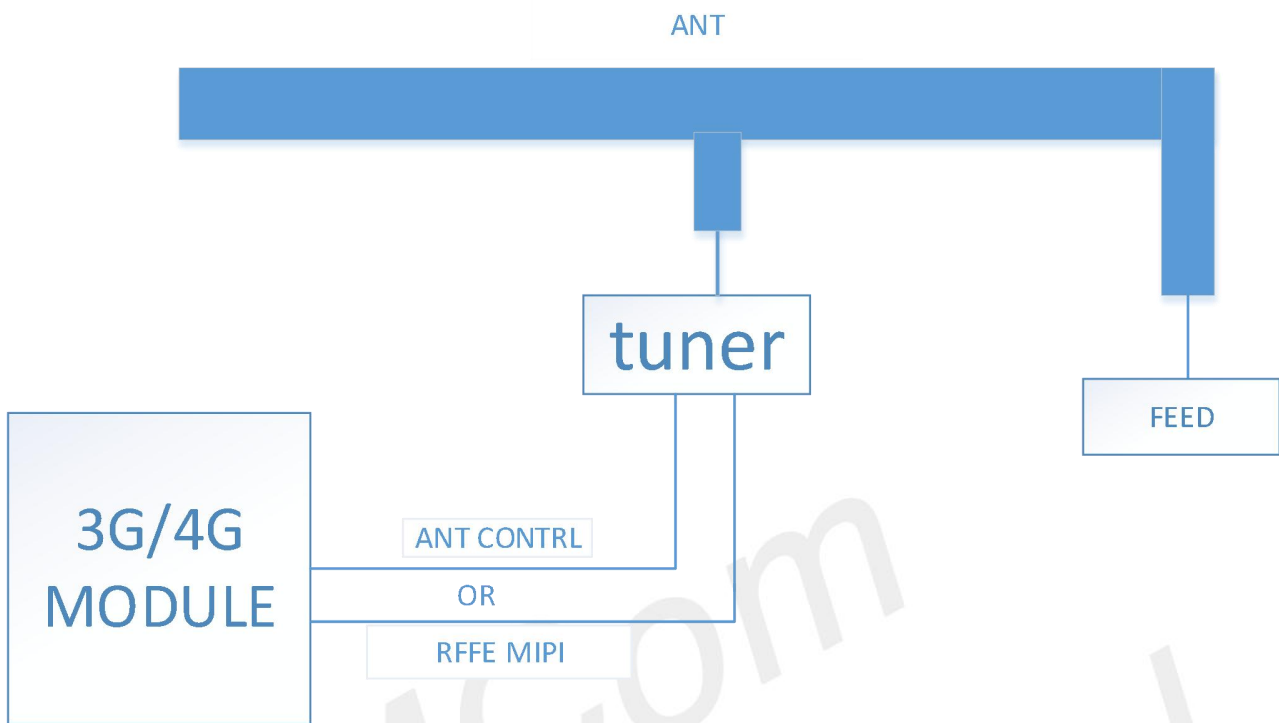 ANT
tuner
FEED
3G/4G
MODULE
ANT CONTRL
OR
RFFE MIPI